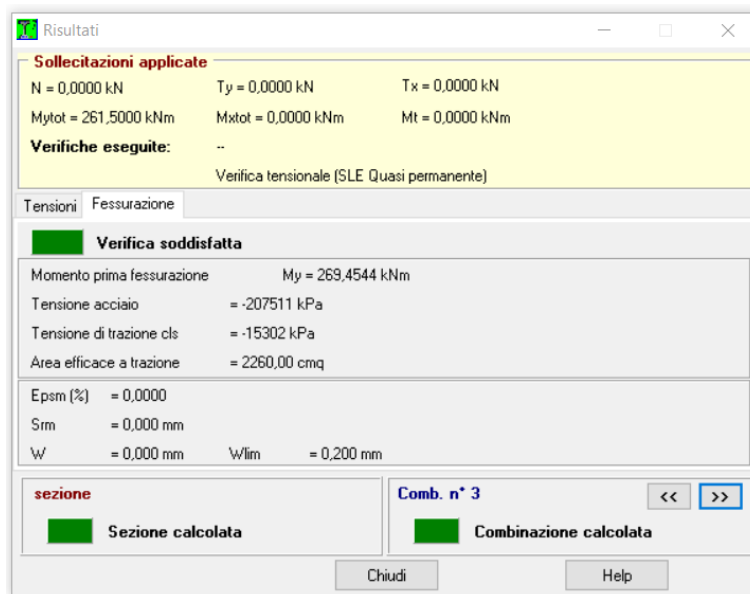 Risultati
Sollecitazioni applicate
N = 0,0000 kN Ty = 0,0000 kN Tx = 0,0000 kN
Mytot = 261,5000 kNm Mxtot = 0,0000 kNm Mt = 0,0000 kNm
Verifiche eseguite: --
Verifica tensionale (SLE Quasi permanente)
Tensioni Fessurazione
Verifica soddisfatta
Momento prima fessurazione My = 269,4544 kNm
Tensione acciaio = -207511 kPa
Tensione di trazione cls = -15302 kPa
Area efficace a trazione = 2260,00 cmq
Epsm (%) = 0,0000
Srm = 0,000 mm
W = 0,000 mm Wlim = 0,200 mm
sezione Comb. n° 3 << >>
Sezione calcolata Combinazione calcolata
Chiudi Help